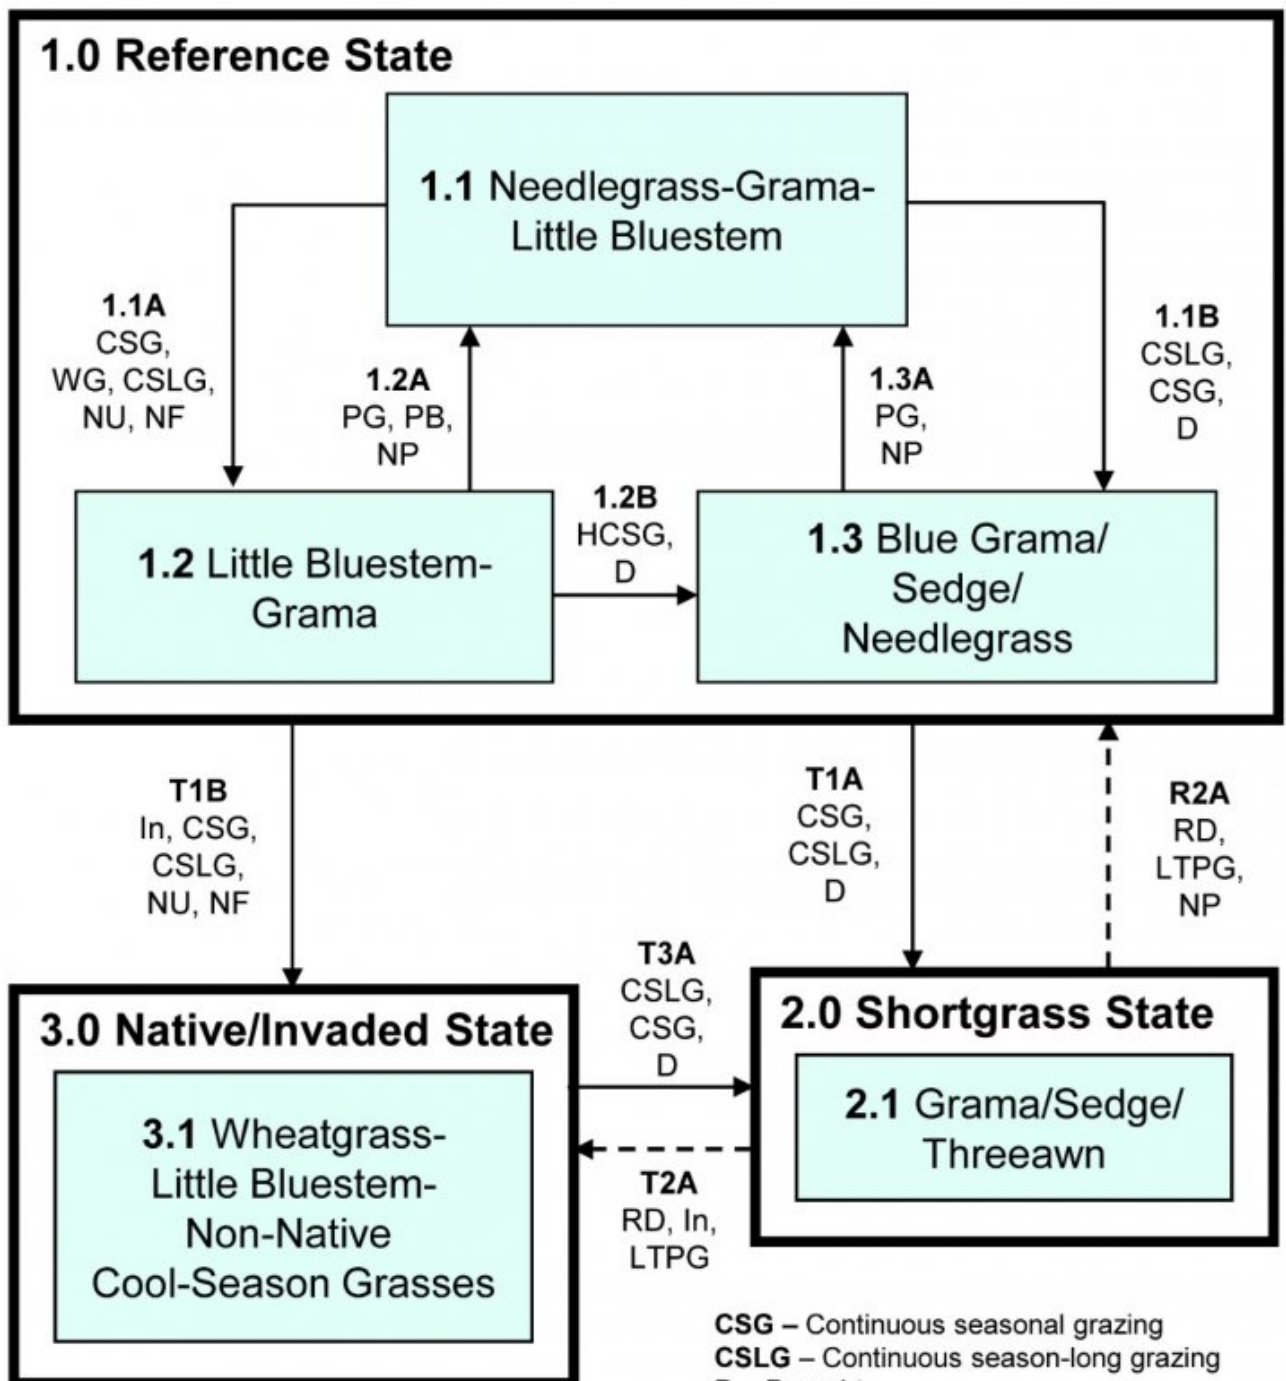 1.0 Reference State
1.1 Needlegrass-Grama-
Little Bluestem
1.1A
CSG,
WG, CSLG,
NU, NF
1.2A
PG, PB,
NP
1.3A
PG,
NP
1.1B
CSLG,
CSG,
D
1.2 Little Bluestem-
Grama
1.2B
HCSG,
D
1.3 Blue Grama/
Sedge/
Needlegrass
T1B
In, CSG,
CSLG,
NU, NF
T1A
CSG,
CSLG,
D
R2A
RD,
LTPG,
NP
3.0 Native/Invaded State
3.1 Wheatgrass-
Little Bluestem-
Non-Native
Cool-Season Grasses
T3A
CSLG,
CSG,
D
T2A
RD, In,
LTPG
2.0 Shortgrass State
2.1 Grama/Sedge/
Threeawn
CSG – Continuous seasonal grazing
CSLG – Continuous season-long grazing